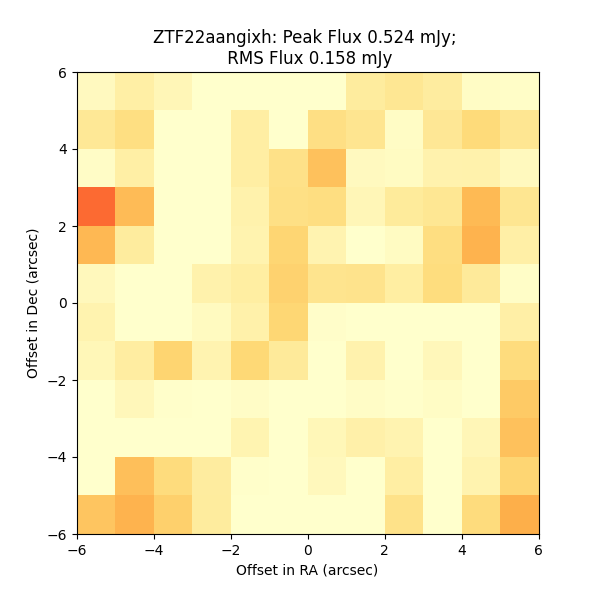 ZTF22aangixh: Peak Flux 0.524 mJy;
RMS Flux 0.158 mJy
6
4
2
0
−2
−4
−6
Offset in Dec (arcsec)
−6 −4 −2 0 2 4 6
Offset in RA (arcsec)